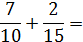 7/10 + 2/15 =